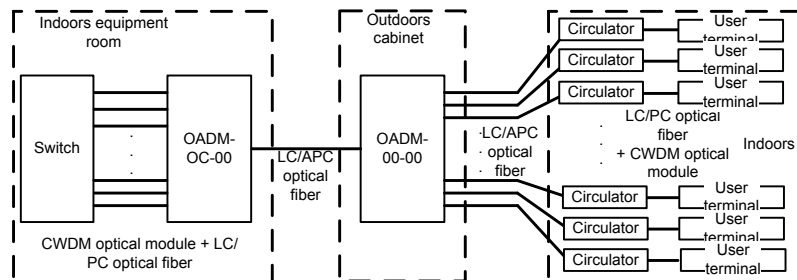 Indoors equipment
room
Outdoors
cabinet
Switch
OADM-
OC-00
LC/APC
optical
fiber
OADM-
00-00
LC/APC
optical
fiber
Circulator
User
terminal
Circulator
User
terminal
Circulator
User
terminal
LC/PC optical
fiber
+ CWDM optical
module
Indoors
Circulator
User
terminal
Circulator
User
terminal
Circulator
User
terminal
CWDM optical module + LC/
PC optical fiber